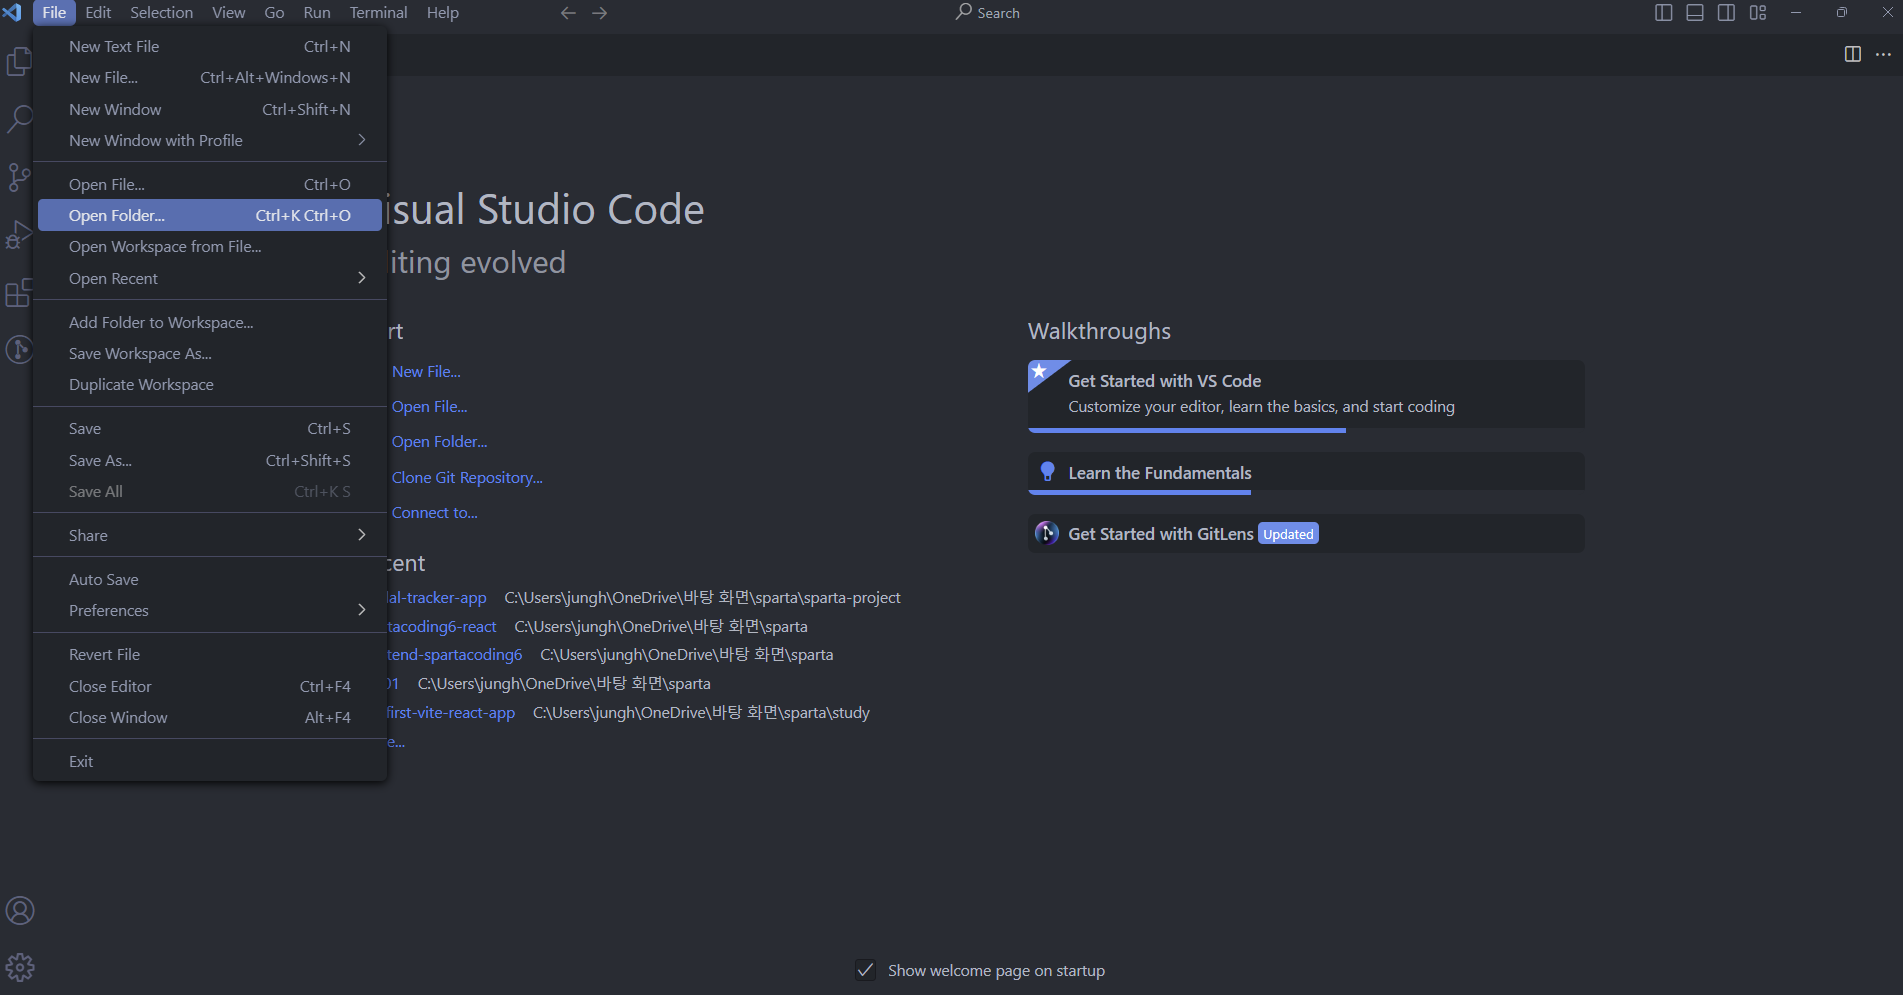 File Edit Selection View Go Run Terminal Help Search
New Text File Ctrl+N
New File... Ctrl+Alt+Windows+N
New Window Ctrl+Shift+N
New Window with Profile
Open File... Ctrl+O
Open Folder... Ctrl+K Ctrl+O
Open Workspace from File...
Open Recent
Add Folder to Workspace...
Save Workspace As...
Duplicate Workspace
Save Ctrl+S
Save As... Ctrl+Shift+S
Save All Ctrl+K S
Share
Auto Save
Preferences
Revert File
Close Editor Ctrl+F4
Close Window Alt+F4
Exit
isual Studio Code
iting evolved
rt
New File...
Open File...
Open Folder...
Clone Git Repository...
Connect to...
cent
al-tracker-app C:\Users\jungh\OneDrive\바탕 화면\sparta\sparta-project
tacoding6-react C:\Users\jungh\OneDrive\바탕 화면\sparta
tend-spartacoding6 C:\Users\jungh\OneDrive\바탕 화면\sparta
01 C:\Users\jungh\OneDrive\바탕 화면\sparta
first-vite-react-app C:\Users\jungh\OneDrive\바탕 화면\sparta\study
e...
Walkthroughs
Get Started with VS Code
Customize your editor, learn the basics, and start coding
Learn the Fundamentals
Get Started with GitLens Updated
Show welcome page on startup